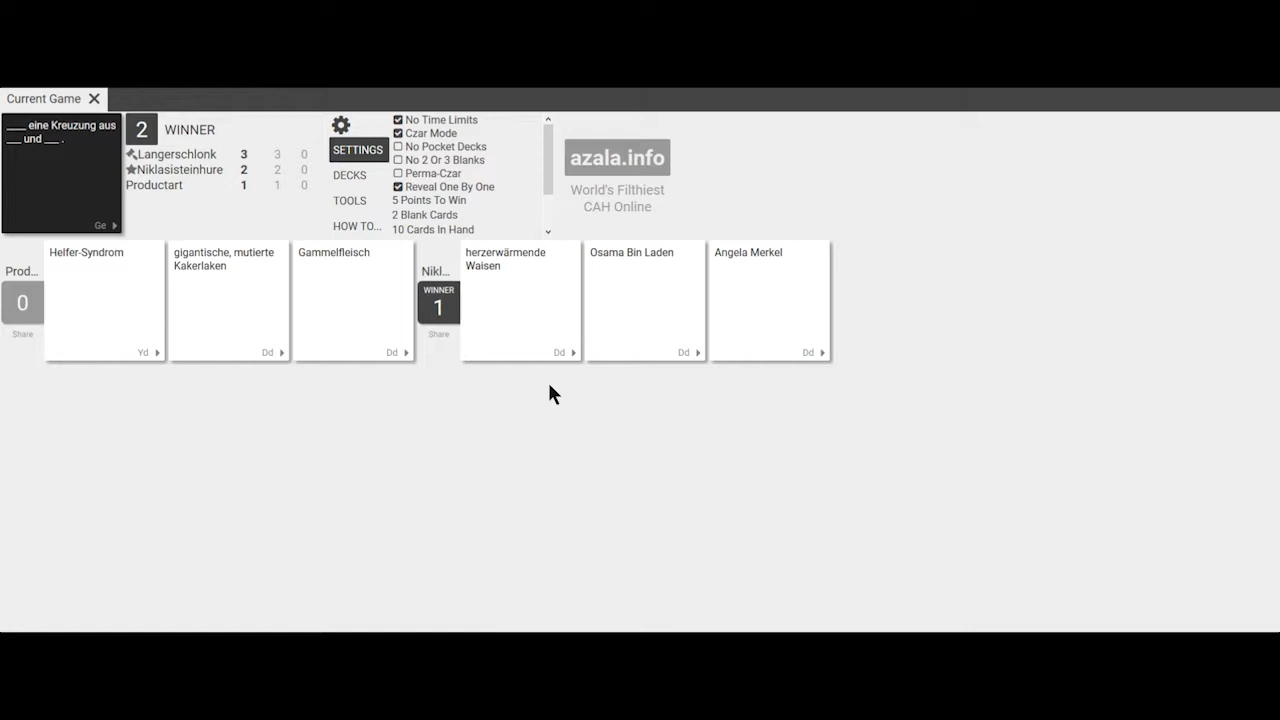 Current Game
____ eine Kreuzung aus
___ und ___ .
Ge
2 WINNER
Langerschlonk 3 3 0
Niklasisteinhure 2 2 0
Productart 1 1 0
SETTINGS
DECKS
TOOLS
HOW TO...
No Time Limits
Czar Mode
No Pocket Decks
No 2 Or 3 Blanks
Perma-Czar
Reveal One By One
5 Points To Win
2 Blank Cards
10 Cards In Hand
azala.info
World's Filthiest
CAH Online
Prod...
0
Share
Helfer-Syndrom
Yd
gigantische, mutierte
Kakerlaken
Dd
Gammelfleisch
Dd
Nikl...
WINNER
1
Share
herzerwärmende
Waisen
Dd
Osama Bin Laden
Dd
Angela Merkel
Dd